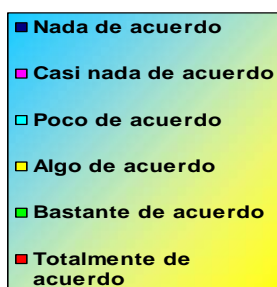 Nada de acuerdo
Casi nada de acuerdo
Poco de acuerdo
Algo de acuerdo
Bastante de acuerdo
Totalmente de
acuerdo